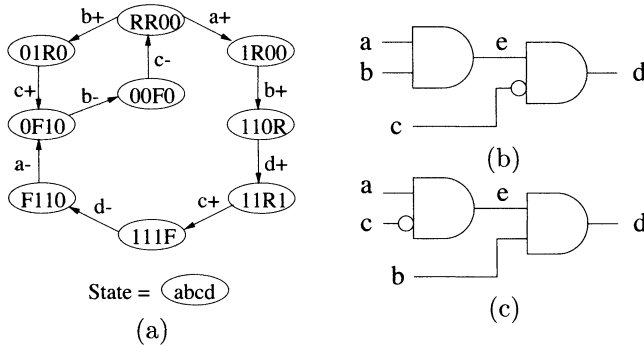 b+ RR00 a+
01R0 1R00
c-
c+ 00F0 b+
b-
0F10 110R
a- d+
F110 11R1
d- c+
111F
State = abcd
(a)
a e
b d
c
(b)
a
e
c d
b
(c)